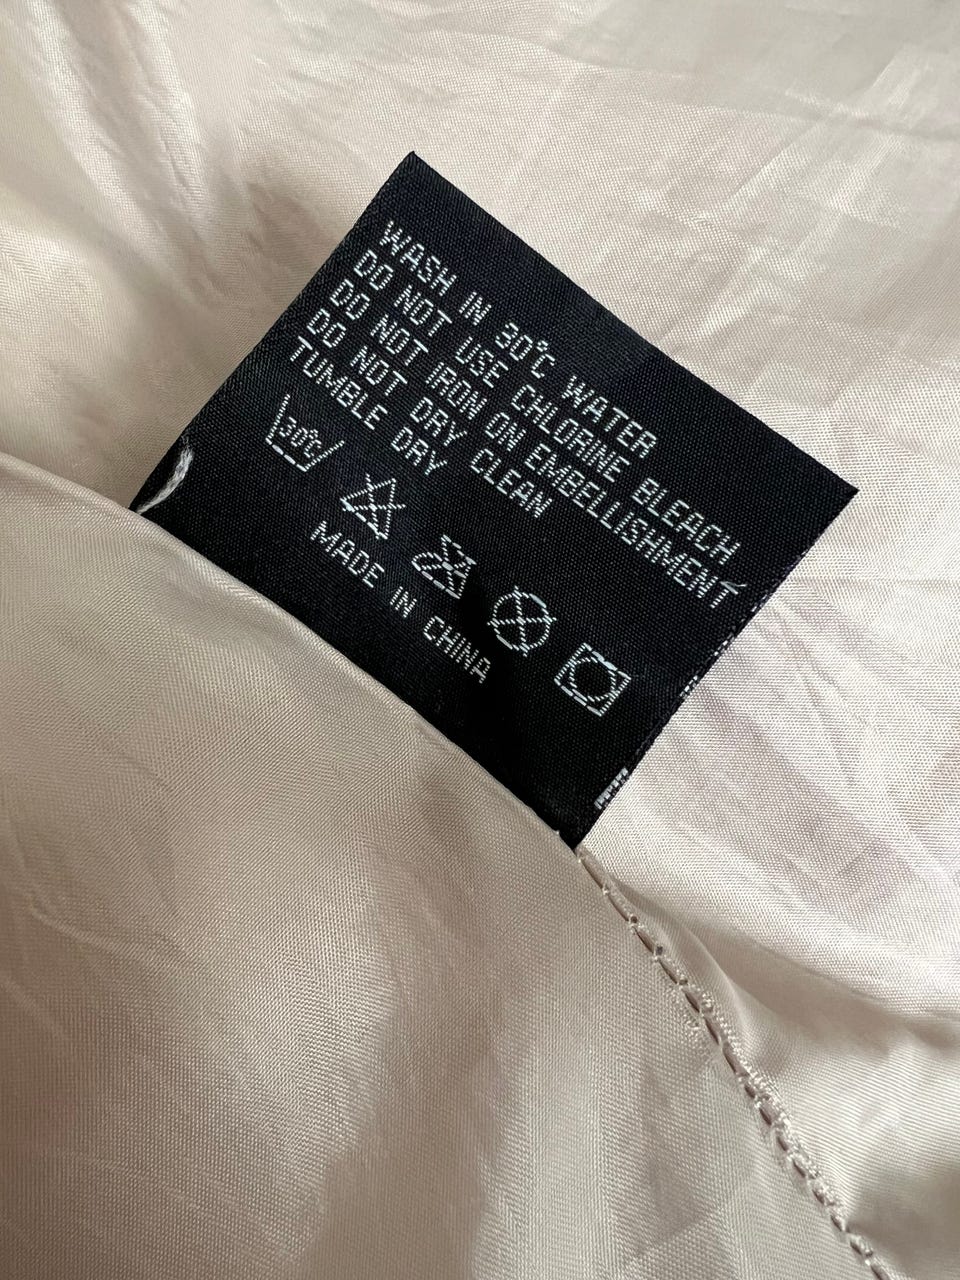 WASH IN 30°C WATER
DO NOT USE CHLORINE BLEACH
DO NOT IRON ON EMBELLISHMENT
DO NOT DRY CLEAN
TUMBLE DRY
30°C
MADE IN CHINA